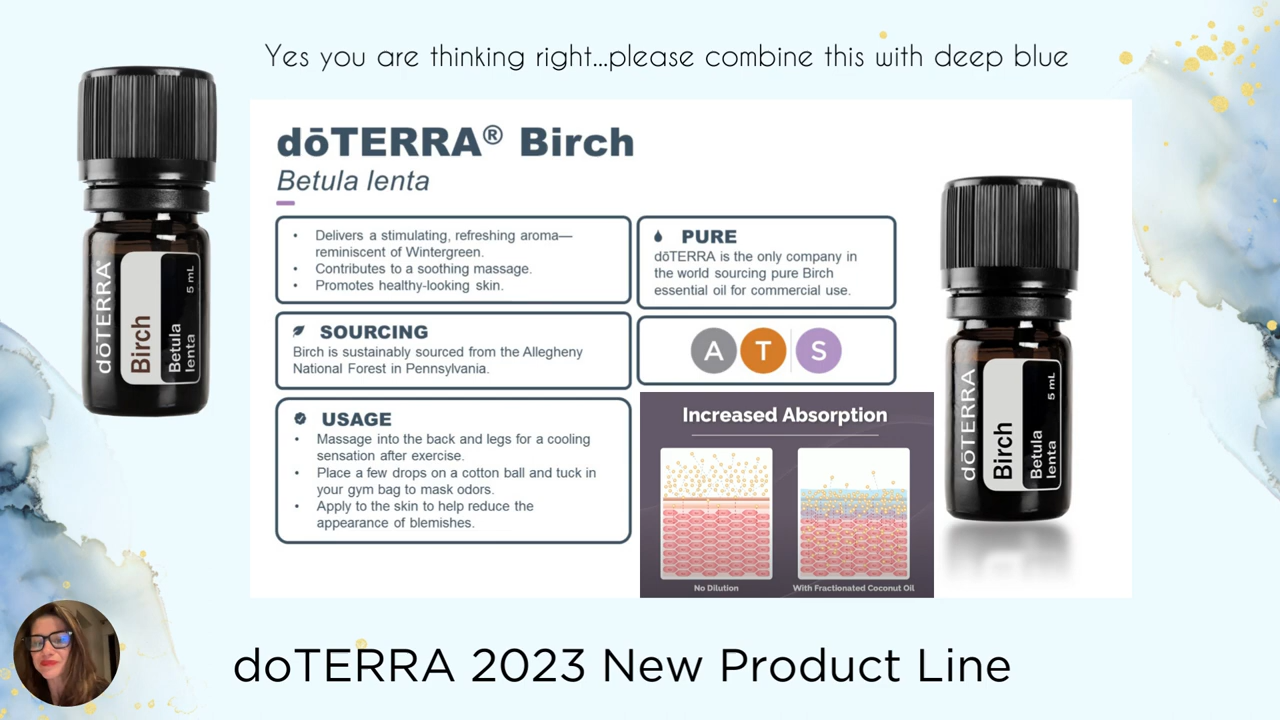 Yes you are thinking right...please combine this with deep blue
dōTERRA® Birch
Betula lenta
• Delivers a stimulating, refreshing aroma—
reminiscent of Wintergreen.
• Contributes to a soothing massage.
• Promotes healthy-looking skin.
SOURCING
Birch is sustainably sourced from the Allegheny
National Forest in Pennsylvania.
USAGE
• Massage into the back and legs for a cooling
sensation after exercise.
• Place a few drops on a cotton ball and tuck in
your gym bag to mask odors.
• Apply to the skin to help reduce the
appearance of blemishes.
PURE
dōTERRA is the only company in
the world sourcing pure Birch
essential oil for commercial use.
A T S
Increased Absorption
No Dilution
With Fractionated Coconut Oil
dōTERRA®
Birch
Betula
lenta
5 mL
dōTERRA
Birch
Betula
lenta
5 mL
doTERRA 2023 New Product Line